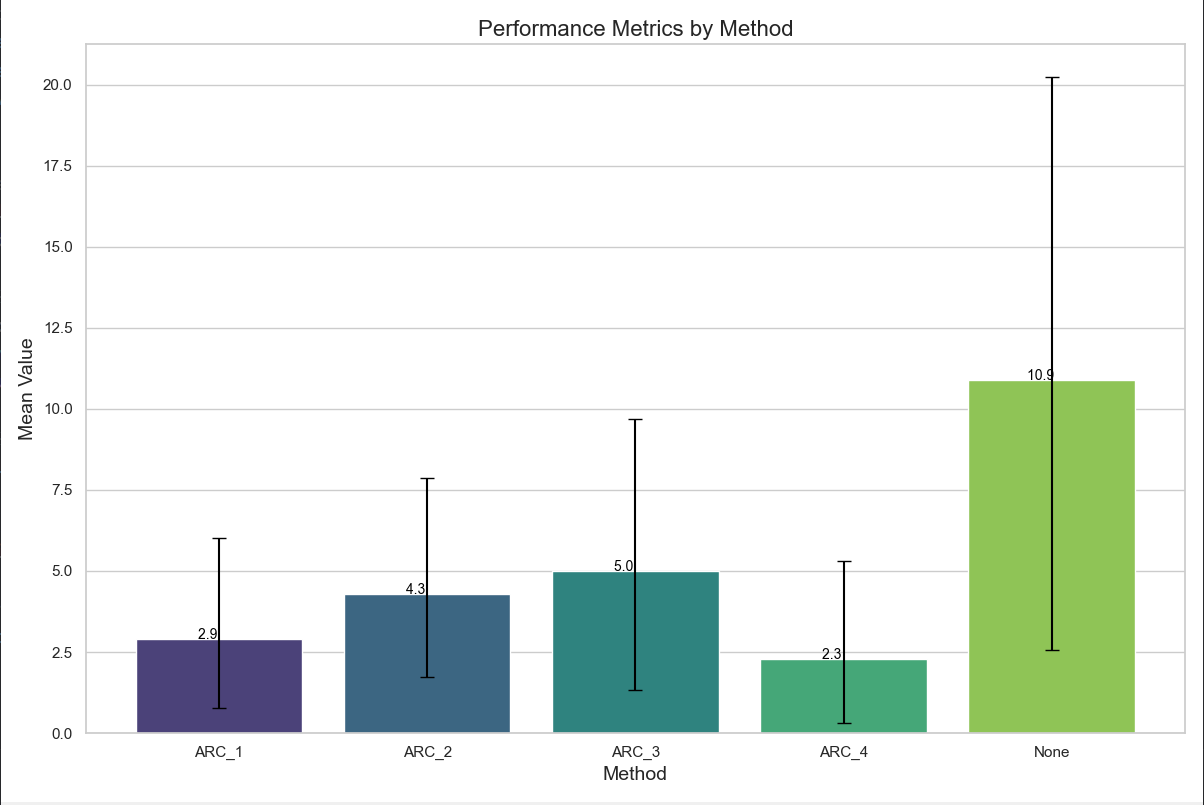 Performance Metrics by Method
Mean Value
20.0
17.5
15.0
12.5
10.0
7.5
5.0
2.5
0.0
2.9
4.3
5.0
2.3
10.9
ARC_1
ARC_2
ARC_3
ARC_4
None
Method